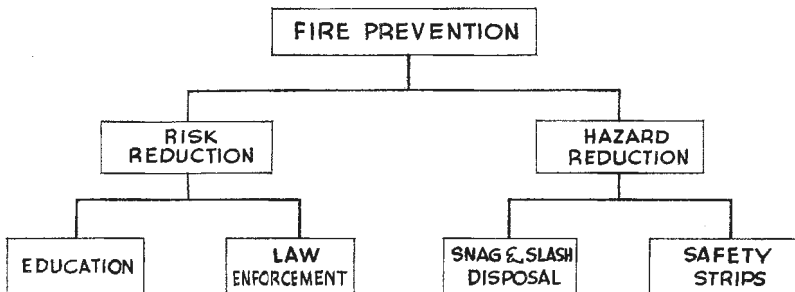 FIRE PREVENTION
RISK
REDUCTION
HAZARD
REDUCTION
EDUCATION
LAW
ENFORCEMENT
SNAG & SLASH
DISPOSAL
SAFETY
STRIPS